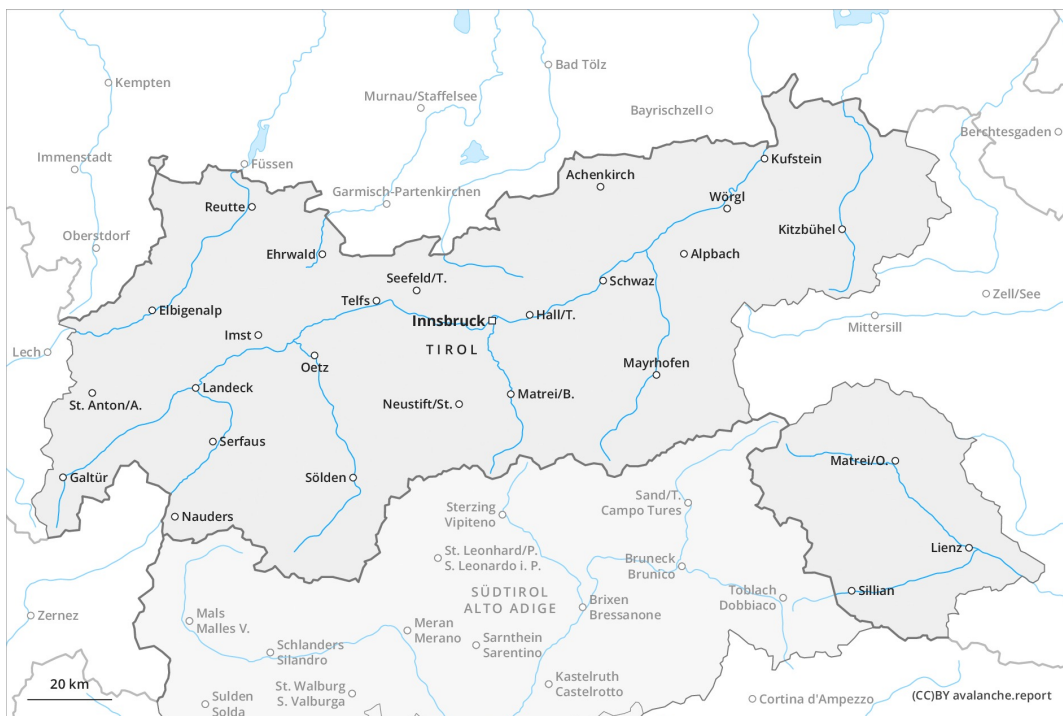 Kempten
Bad Tölz
Murnau/Staffelsee
Bayrischzell
Berchtesgaden
Immenstadt
Füssen
Kufstein
Garmisch-Partenkirchen
Achenkirch
Reutte
Wörgl
Oberstdorf
Kitzbühel
Ehrwald
Alpbach
Seefeld/T.
Schwaz
Zell/See
Telfs
Elbigenalp
Hall/T.
Innsbruck
Mittersill
Imst
TIROL
Lech
Oetz
Mayrhofen
Landeck
St. Anton/A.
Neustift/St.
Matrei/B.
Serfaus
Matrei/O.
Galtür
Sölden
Sand/T.
Campo Tures
Sterzing
Vipiteno
Nauders
Lienz
St. Leonhard/P.
S. Leonardo i. P.
Bruneck
Brunico
SÜDTIROL
ALTO ADIGE
Toblach
Dobbiaco
Sillian
Brixen
Bressanone
Zernez
Mals
Malles V.
Meran
Merano
Sarnthein
Sarentino
Schlanders
Silandro
20 km
St. Walburg
S. Valburga
Kastelruth
Castelrotto
Sulden
Solda
Cortina d'Ampezzo
(CC)BY avalanche.report